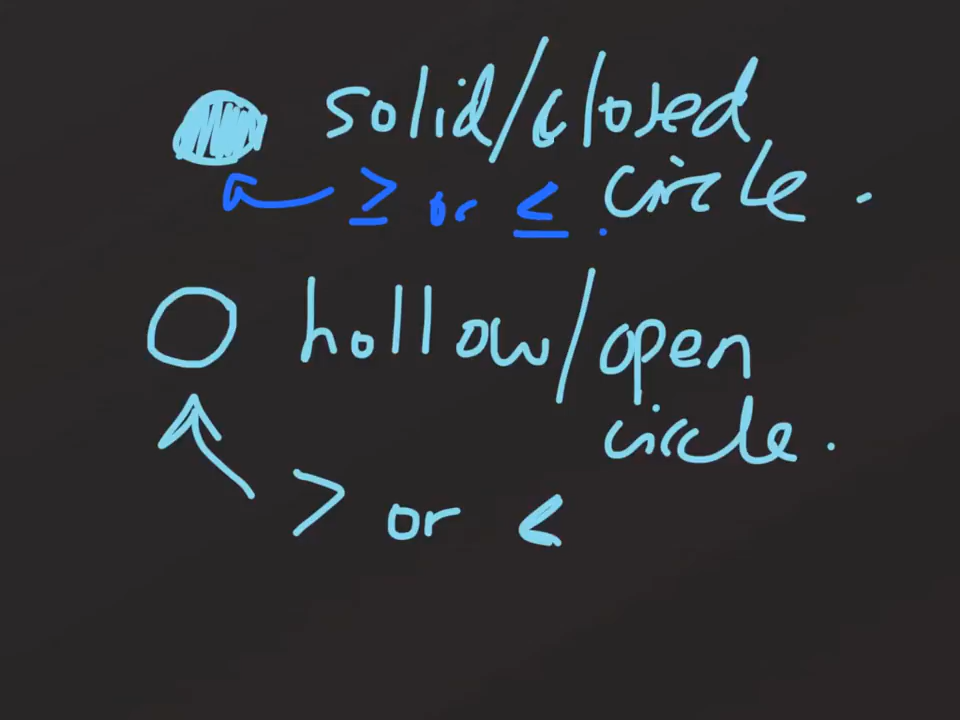 solid/closed
≥ or ≤ circle.
hollow/open
circle.
> or <